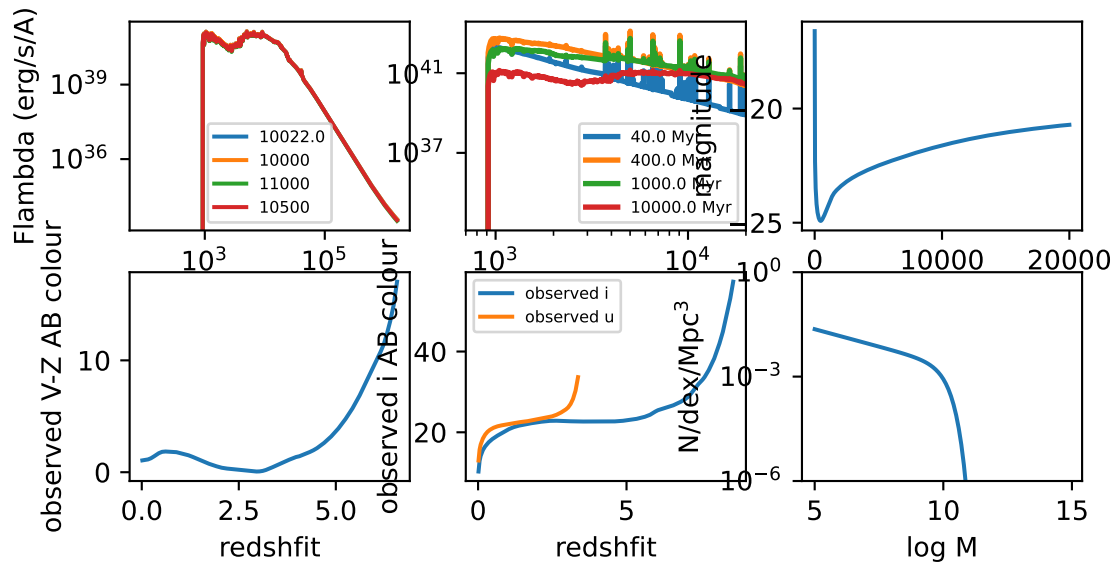 Flambda (erg/s/A)
10^39
10^36
10022.0
10000
11000
10500
10^3
10^5
10^41
10^37
40.0 Myr
400.0 Myr
1000.0 Myr
10000.0 Myr
10^3
10^4
magnitude
−20
−25
0
10000
20000
observed V-Z AB colour
10
0
0.0
2.5
5.0
redshfit
observed i AB colour
40
20
observed i
observed u
0
5
redshfit
N/dex/Mpc^3
10^0
10^−3
10^−6
5
10
15
log M